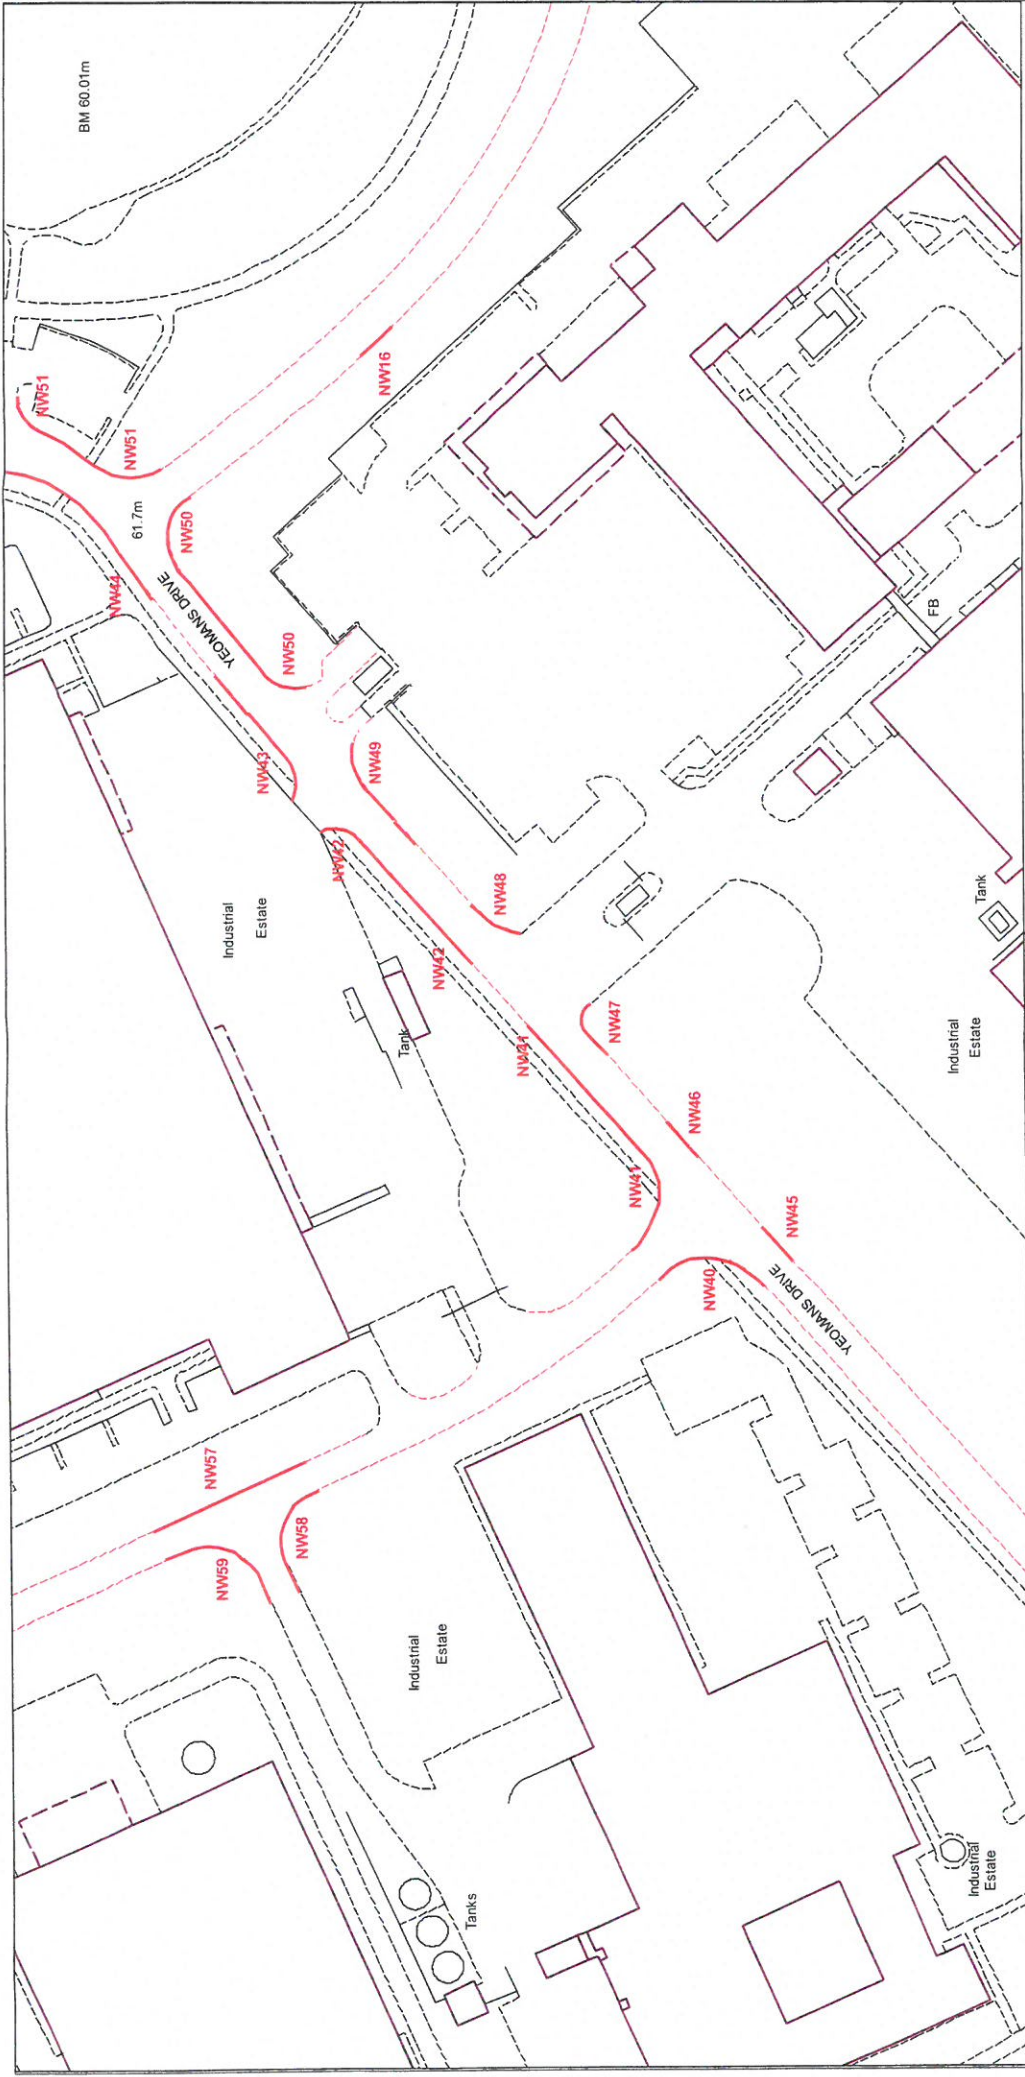 BM 60.01m
NW51
NW51
61.7m
NW50
NW44
YEOMANS DRIVE
NW50
NW16
NW43
NW49
NW42
NW48
NW42
Industrial
Estate
Tank
NW41
NW47
NW46
NW41
NW45
NW40
YEOMANS DRIVE
FB
Tank
Industrial
Estate
NW57
NW58
NW59
Industrial
Estate
Tanks
Industrial
Estate